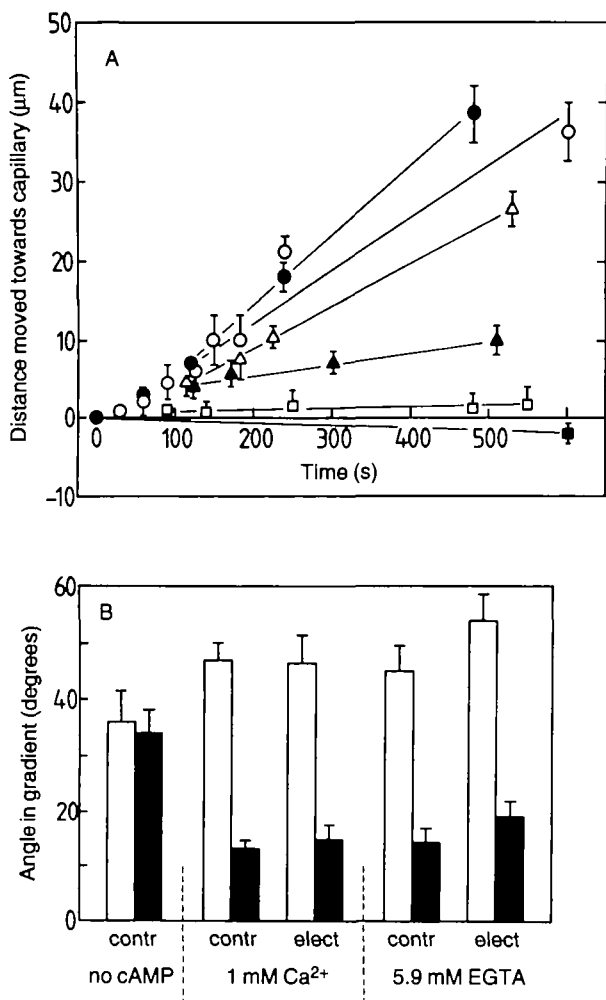 50
A
40
30
20
10
0
-10
Distance moved towards capillary (μm)
0 100 200 300 400 500
Time (s)
60
B
40
20
0
Angle in gradient (degrees)
contr contr elect contr elect
no cAMP 1 mM Ca²⁺ 5.9 mM EGTA